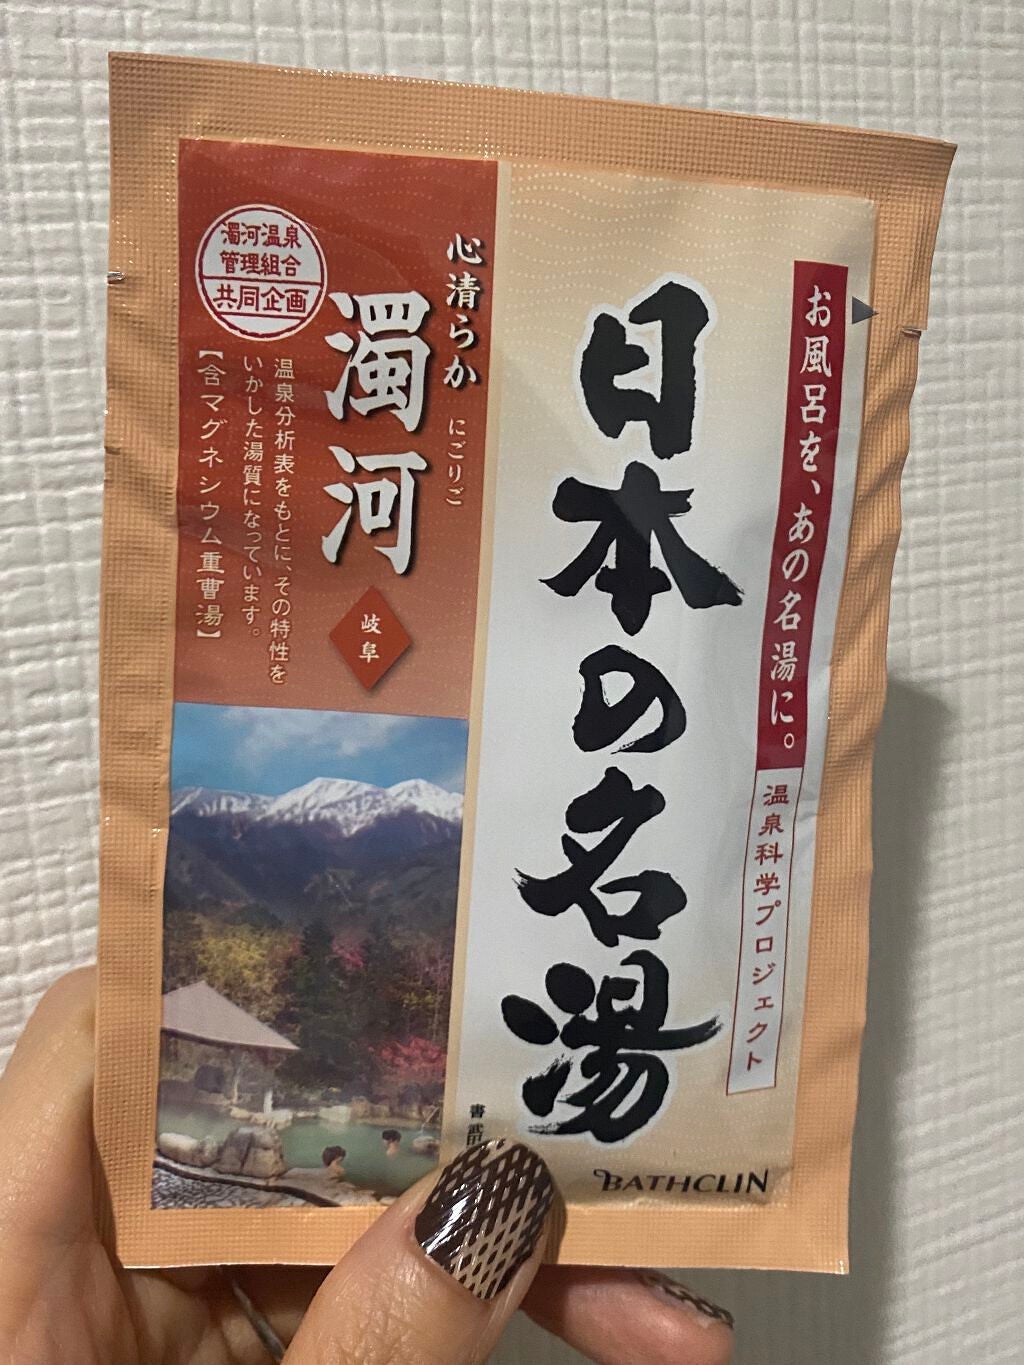 お風呂を、あの名湯に。
温泉科学プロジェクト
日本の名湯
BATHCLIN
心清らか
にごりご
濁河
岐阜
濁河温泉
管理組合
共同企画
温泉分析表をもとに、その特性を
いかした湯質になっています。
【含マグネシウム重曹湯】
書 武田